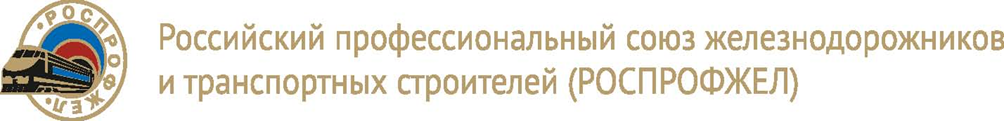 РОСПРОФЖЕЛ
Российский профессиональный союз железнодорожников
и транспортных строителей (РОСПРОФЖЕЛ)